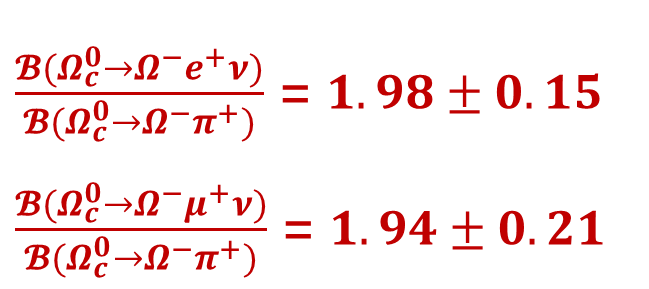 ℬ(Ω_c^0→Ω^−e^+ν)/ℬ(Ω_c^0→Ω^−π^+) = 1.98 ± 0.15
ℬ(Ω_c^0→Ω^−μ^+ν)/ℬ(Ω_c^0→Ω^−π^+) = 1.94 ± 0.21